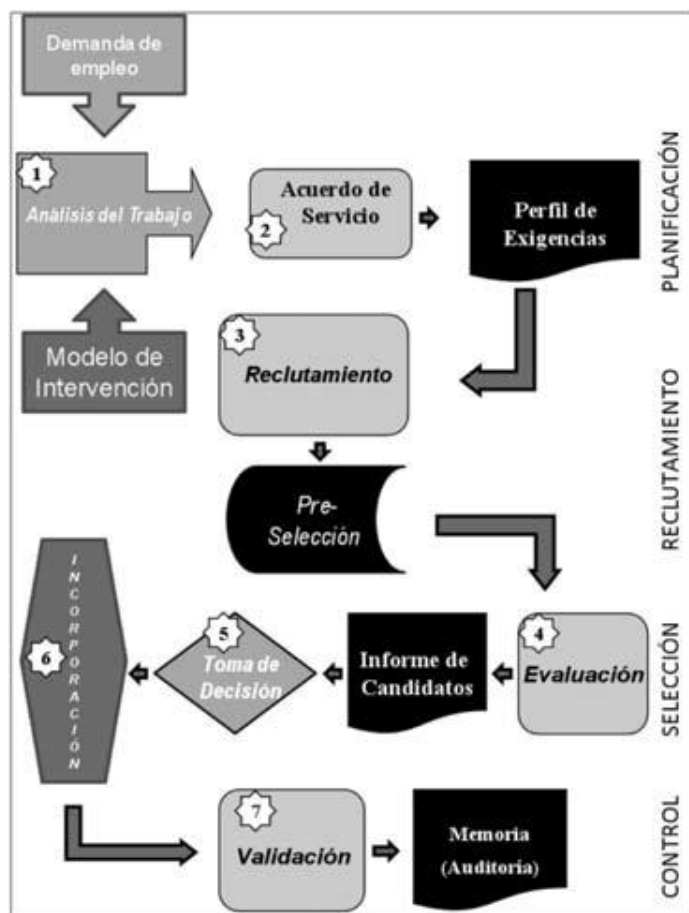 Demanda de
empleo
1
Análisis del Trabajo
Acuerdo de
Servicio
2
Perfil de
Exigencias
PLANIFICACIÓN
Modelo de
Intervención
3
Reclutamiento
RECLUTAMIENTO
Pre-
Selección
INCORPORACIÓN
6
5
Toma de
Decisión
Informe de
Candidatos
4
Evaluación
SELECCIÓN
7
Validación
Memoria
(Auditoría)
CONTROL